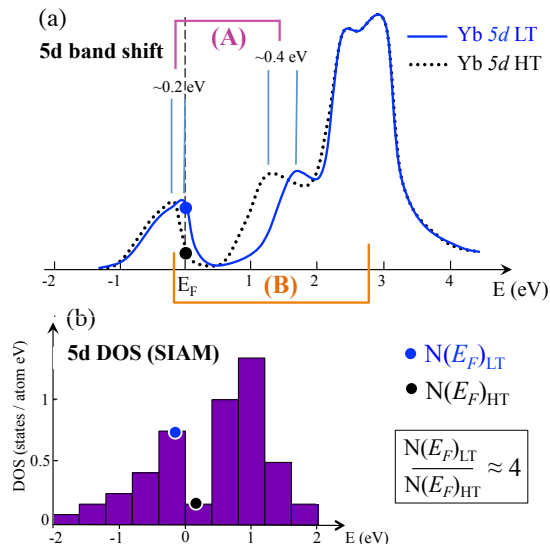 (a)
(A)
5d band shift
Yb 5d LT
Yb 5d HT
~0.2 eV
~0.4 eV
-2 -1 E_F 0 1 2 3 4
E (eV)
(B)
(b)
5d DOS (SIAM)
DOS (states / atom eV)
1
0.5
0
-2 -1 0 1 2
E (eV)
N(E_F)_LT
N(E_F)_HT
N(E_F)_LT
N(E_F)_HT
≈ 4